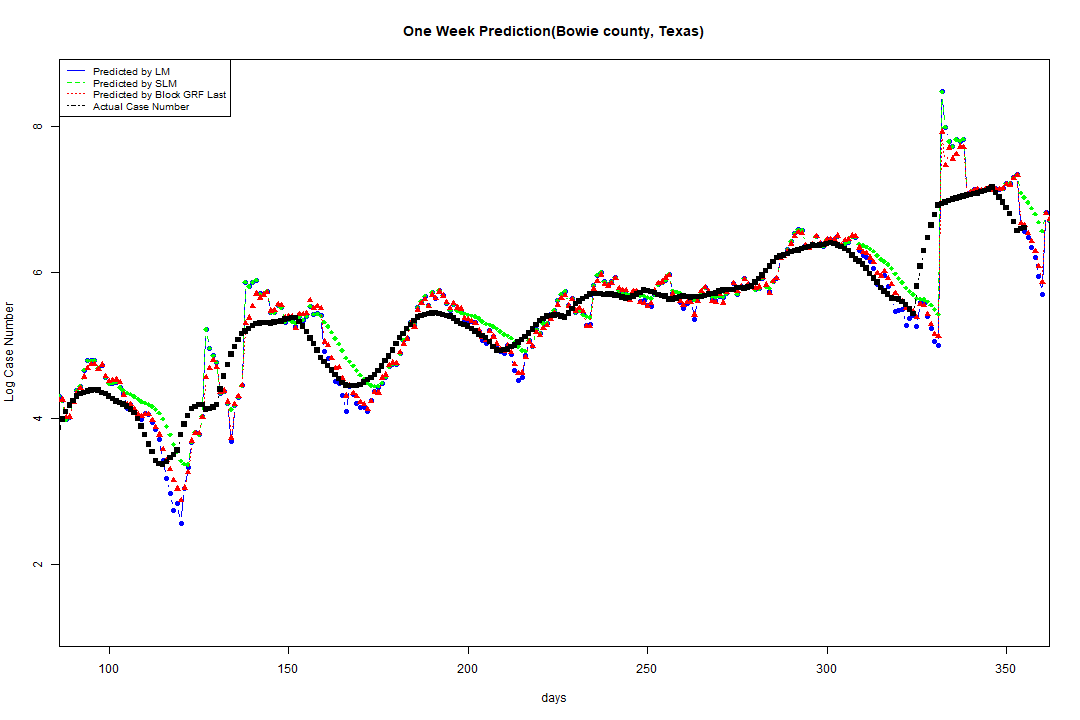 One Week Prediction(Bowie county, Texas)
Predicted by LM
Predicted by SLM
Predicted by Block GRF Last
Actual Case Number
8
6
4
2
Log Case Number
100 150 200 250 300 350
days